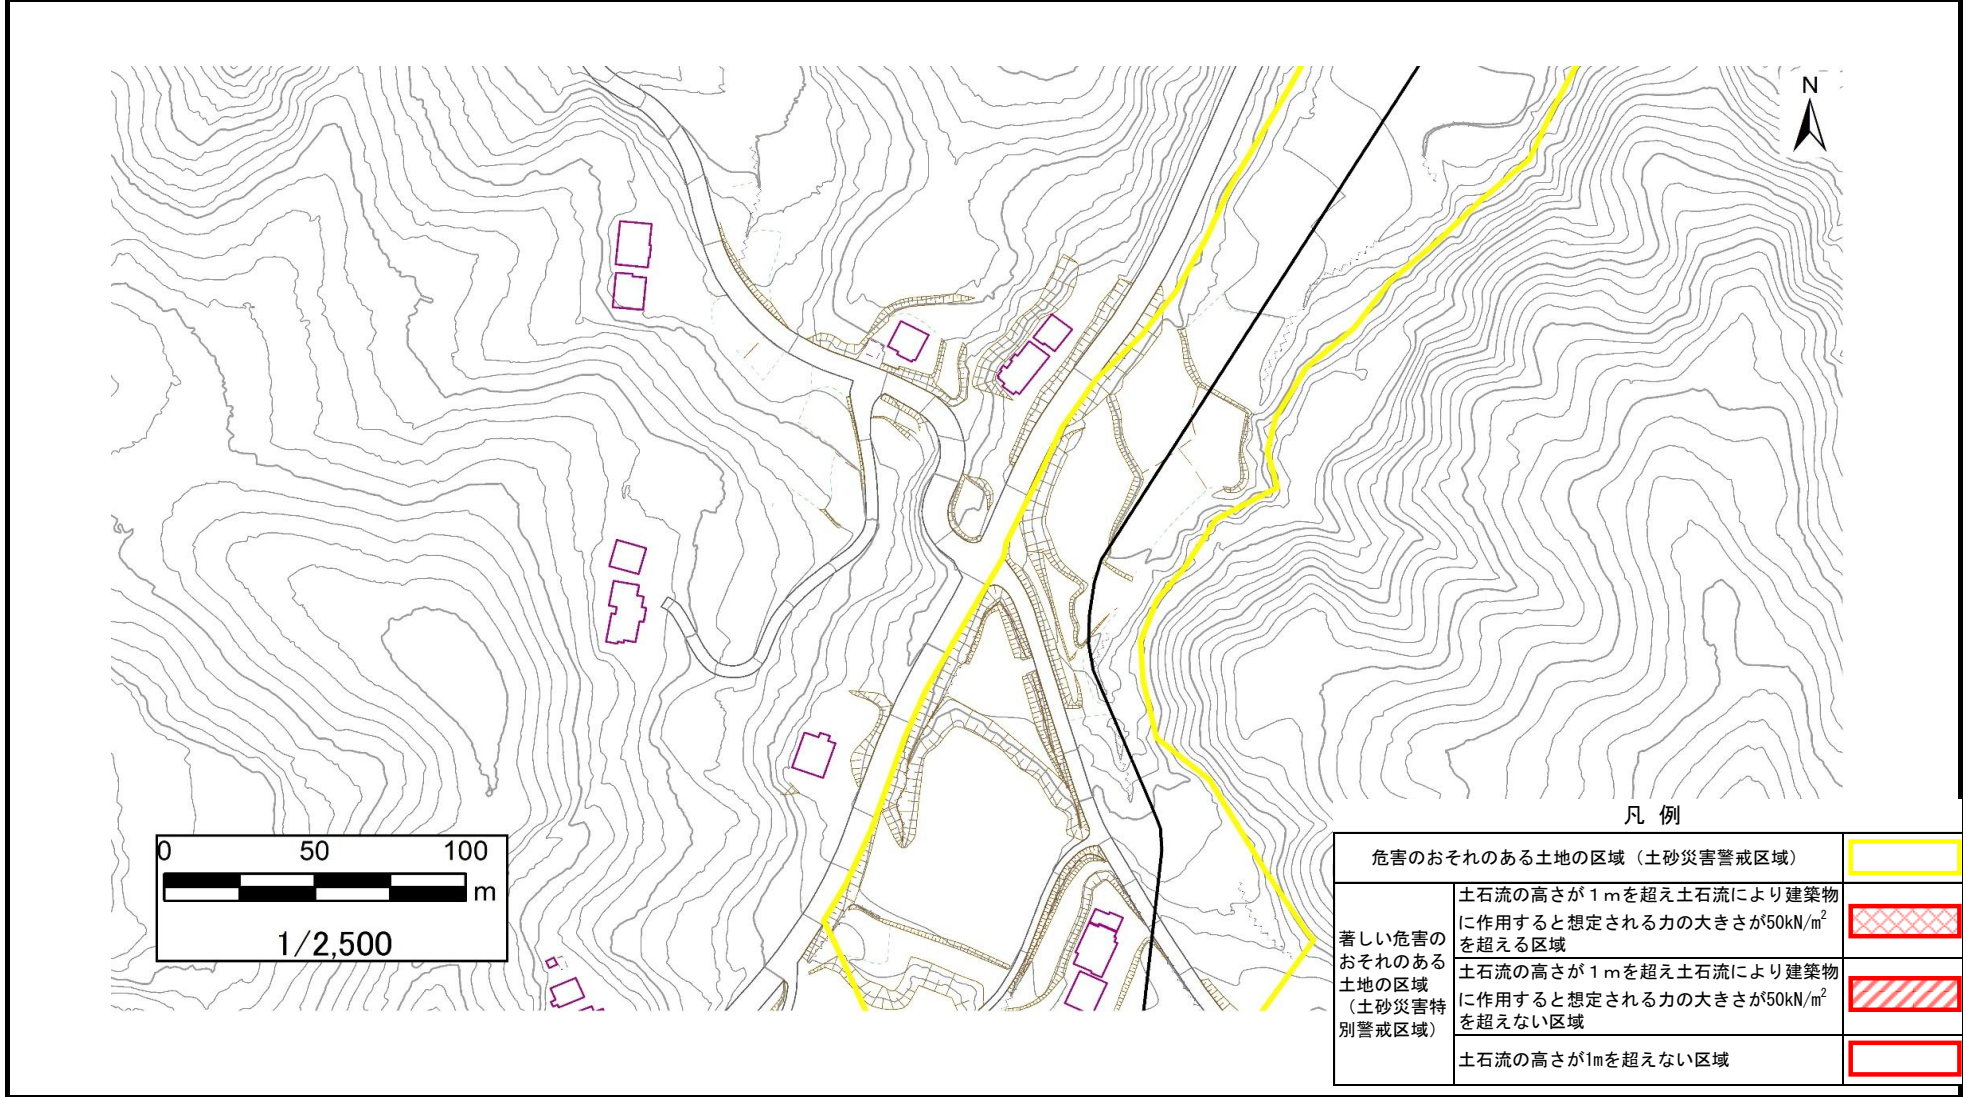 N
0 50 100
m
1/2,500
凡 例
危害のおそれのある土地の区域（土砂災害警戒区域）
著しい危害の
おそれのある
土地の区域
（土砂災害特
別警戒区域）
土石流の高さが１ｍを超え土石流により建築物
に作用すると想定される力の大きさが50kN/m²
を超える区域
土石流の高さが１ｍを超え土石流により建築物
に作用すると想定される力の大きさが50kN/m²
を超えない区域
土石流の高さが1mを超えない区域